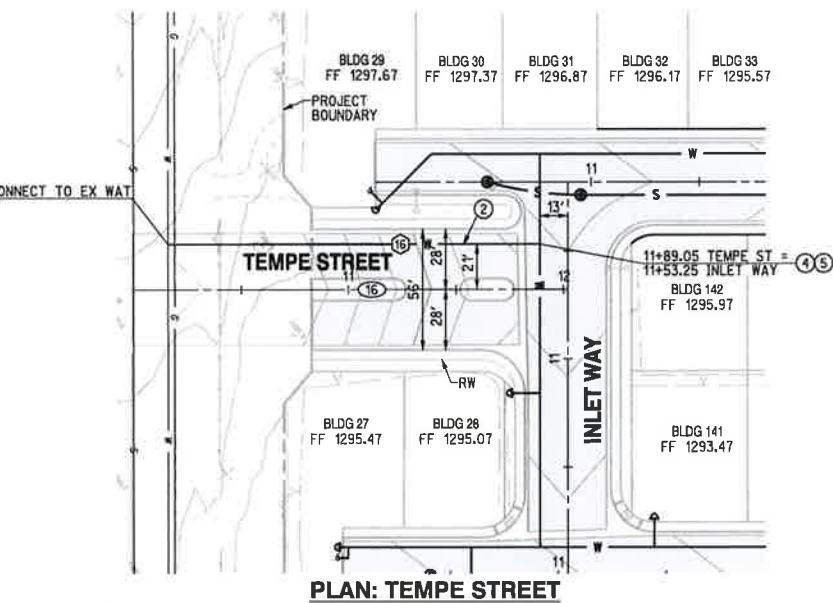 BLDG 29
FF 1297.67
BLDG 30
FF 1297.37
BLDG 31
FF 1296.87
BLDG 32
FF 1296.17
BLDG 33
FF 1295.57
PROJECT
BOUNDARY
W
11
S
S
13'
ONNECT TO EX WAT
2
16
W
28'
21'
TEMPE STREET
11
16
56'
28'
12
W
11+89.05 TEMPE ST =
11+53.25 INLET WAY
4 5
BLDG 142
FF 1295.97
11
INLET WAY
RW
BLDG 27
FF 1295.47
BLDG 28
FF 1295.07
BLDG 141
FF 1293.47
W
11
11
PLAN: TEMPE STREET